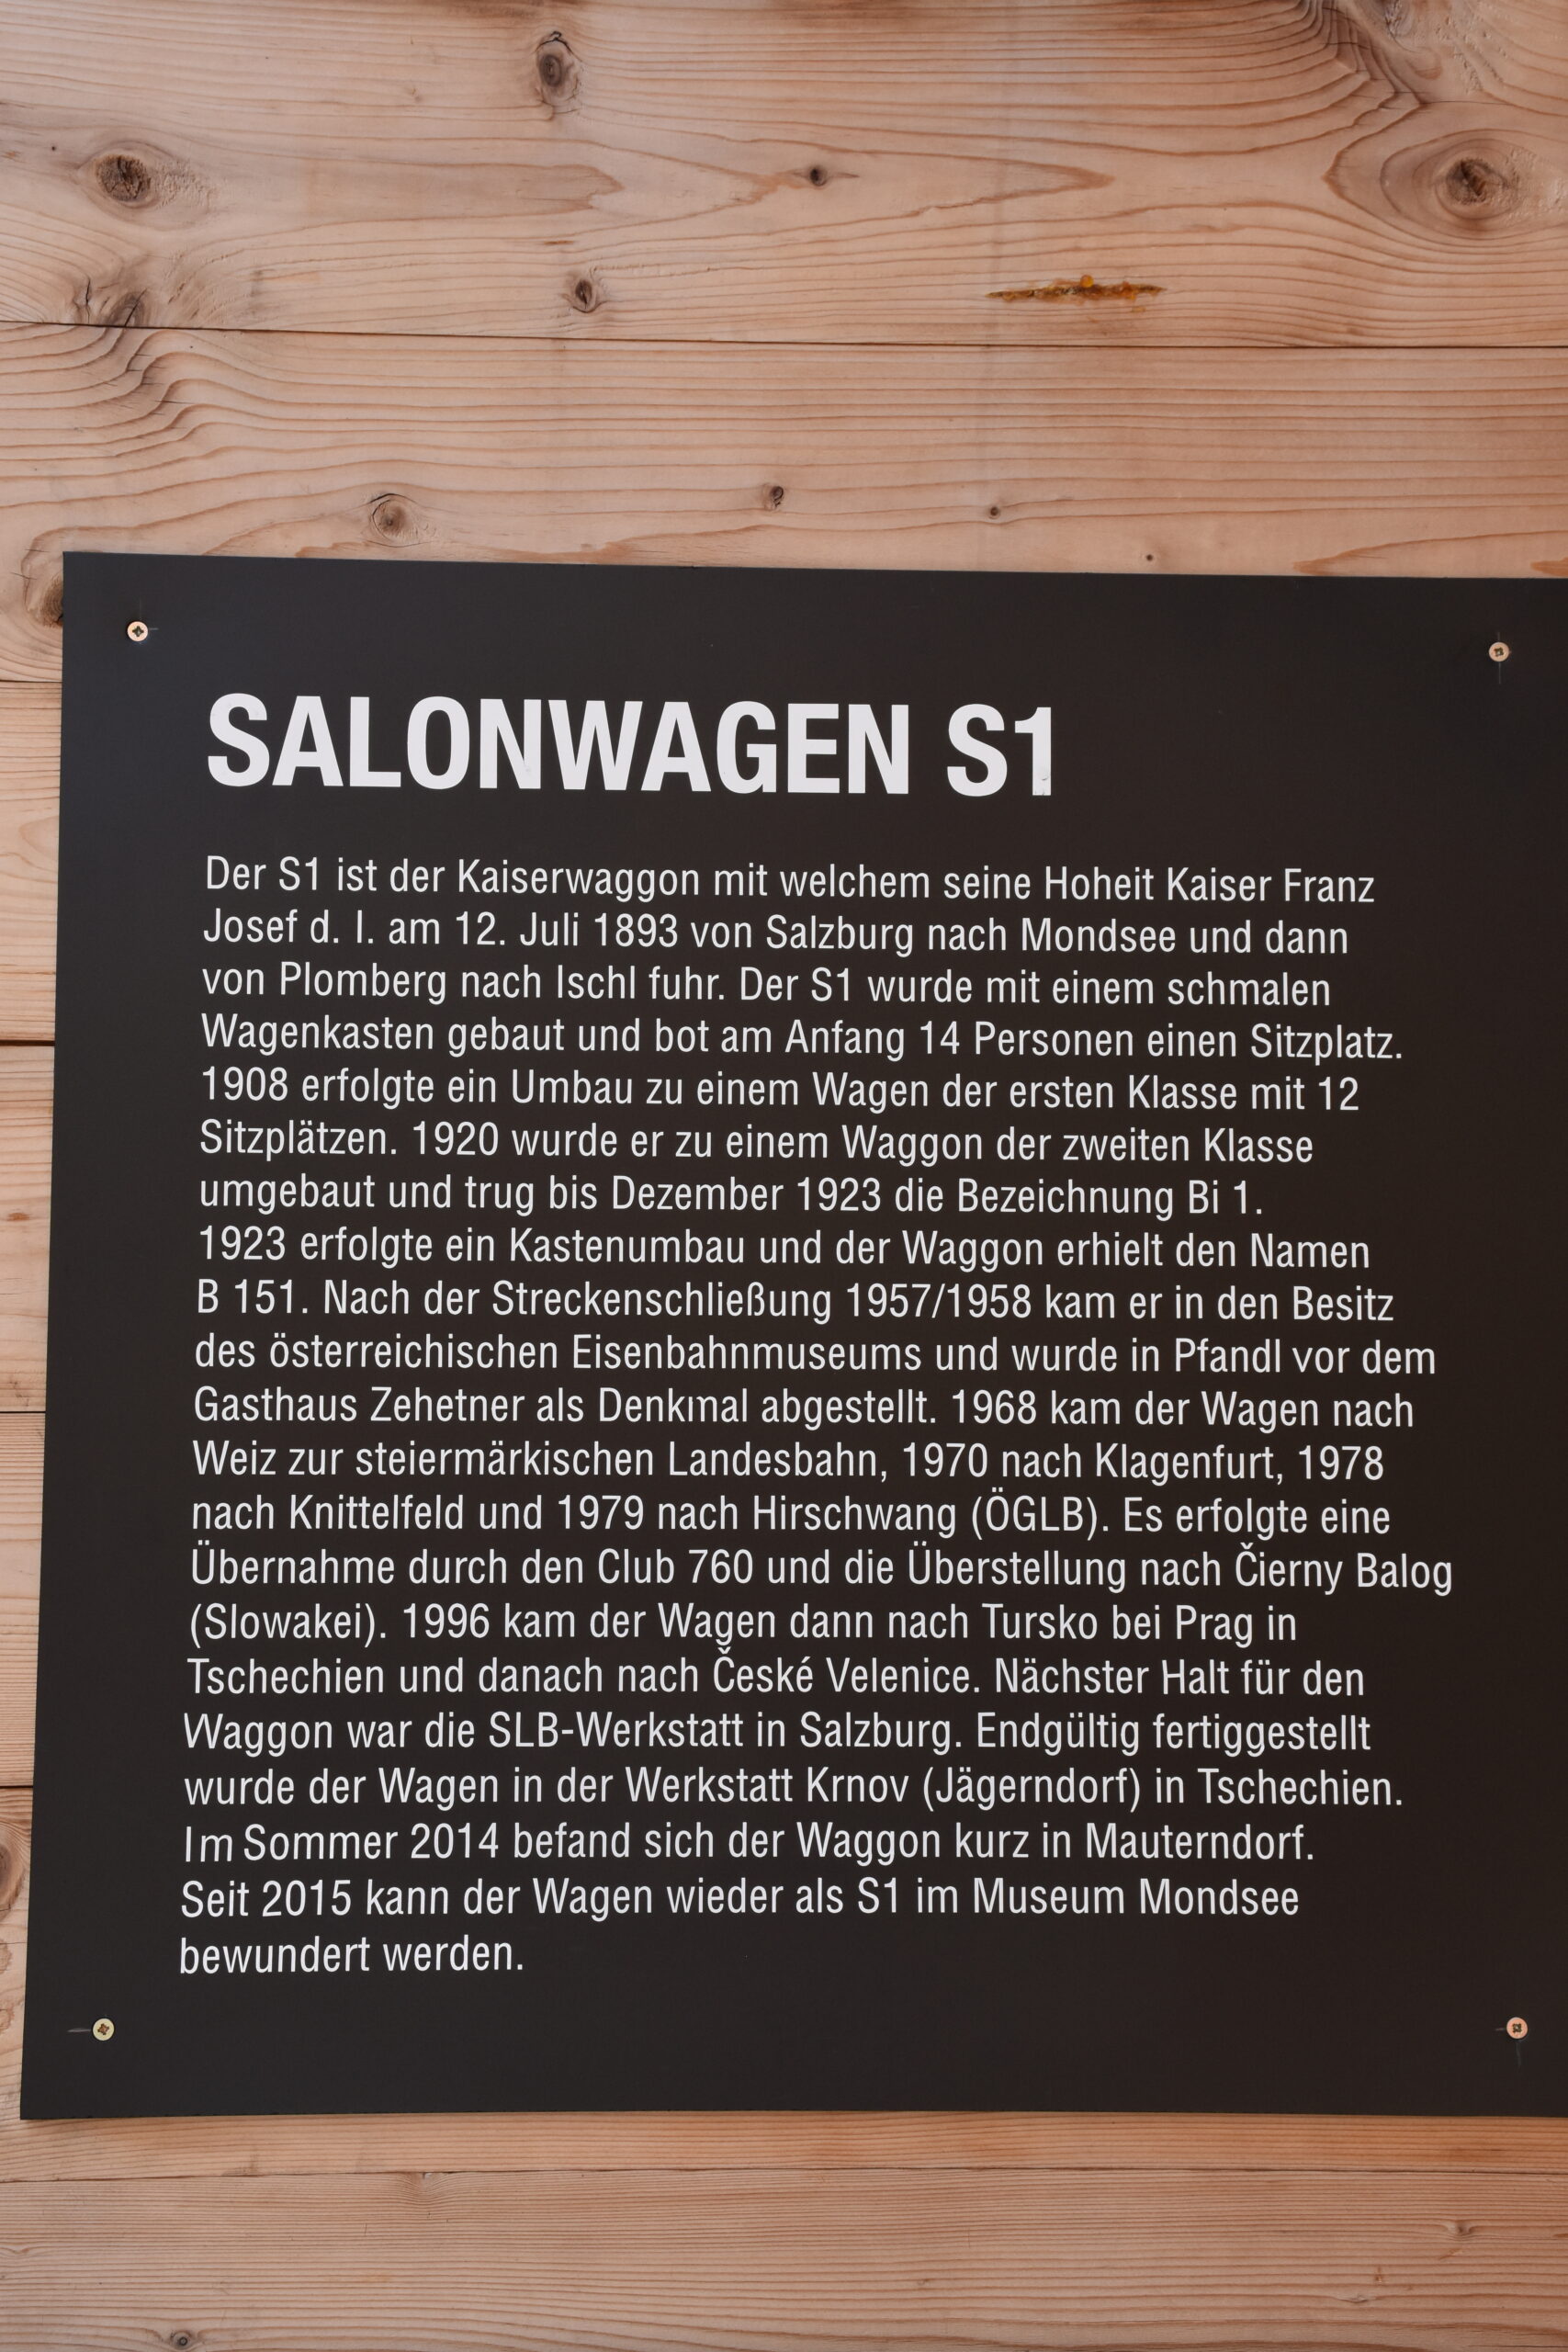 SALONWAGEN S1
Der S1 ist der Kaiserwaggon mit welchem seine Hoheit Kaiser Franz
Josef d. I. am 12. Juli 1893 von Salzburg nach Mondsee und dann
von Plomberg nach Ischl fuhr. Der S1 wurde mit einem schmalen
Wagenkasten gebaut und bot am Anfang 14 Personen einen Sitzplatz.
1908 erfolgte ein Umbau zu einem Wagen der ersten Klasse mit 12
Sitzplätzen. 1920 wurde er zu einem Waggon der zweiten Klasse
umgebaut und trug bis Dezember 1923 die Bezeichnung Bi 1.
1923 erfolgte ein Kastenumbau und der Waggon erhielt den Namen
B 151. Nach der Streckenschließung 1957/1958 kam er in den Besitz
des österreichischen Eisenbahnmuseums und wurde in Pfandl vor dem
Gasthaus Zehetner als Denkmal abgestellt. 1968 kam der Wagen nach
Weiz zur steiermärkischen Landesbahn, 1970 nach Klagenfurt, 1978
nach Knittelfeld und 1979 nach Hirschwang (ÖGLB). Es erfolgte eine
Übernahme durch den Club 760 und die Überstellung nach Čierny Balog
(Slowakei). 1996 kam der Wagen dann nach Tursko bei Prag in
Tschechien und danach nach České Velenice. Nächster Halt für den
Waggon war die SLB-Werkstatt in Salzburg. Endgültig fertiggestellt
wurde der Wagen in der Werkstatt Krnov (Jägerndorf) in Tschechien.
Im Sommer 2014 befand sich der Waggon kurz in Mauterndorf.
Seit 2015 kann der Wagen wieder als S1 im Museum Mondsee
bewundert werden.